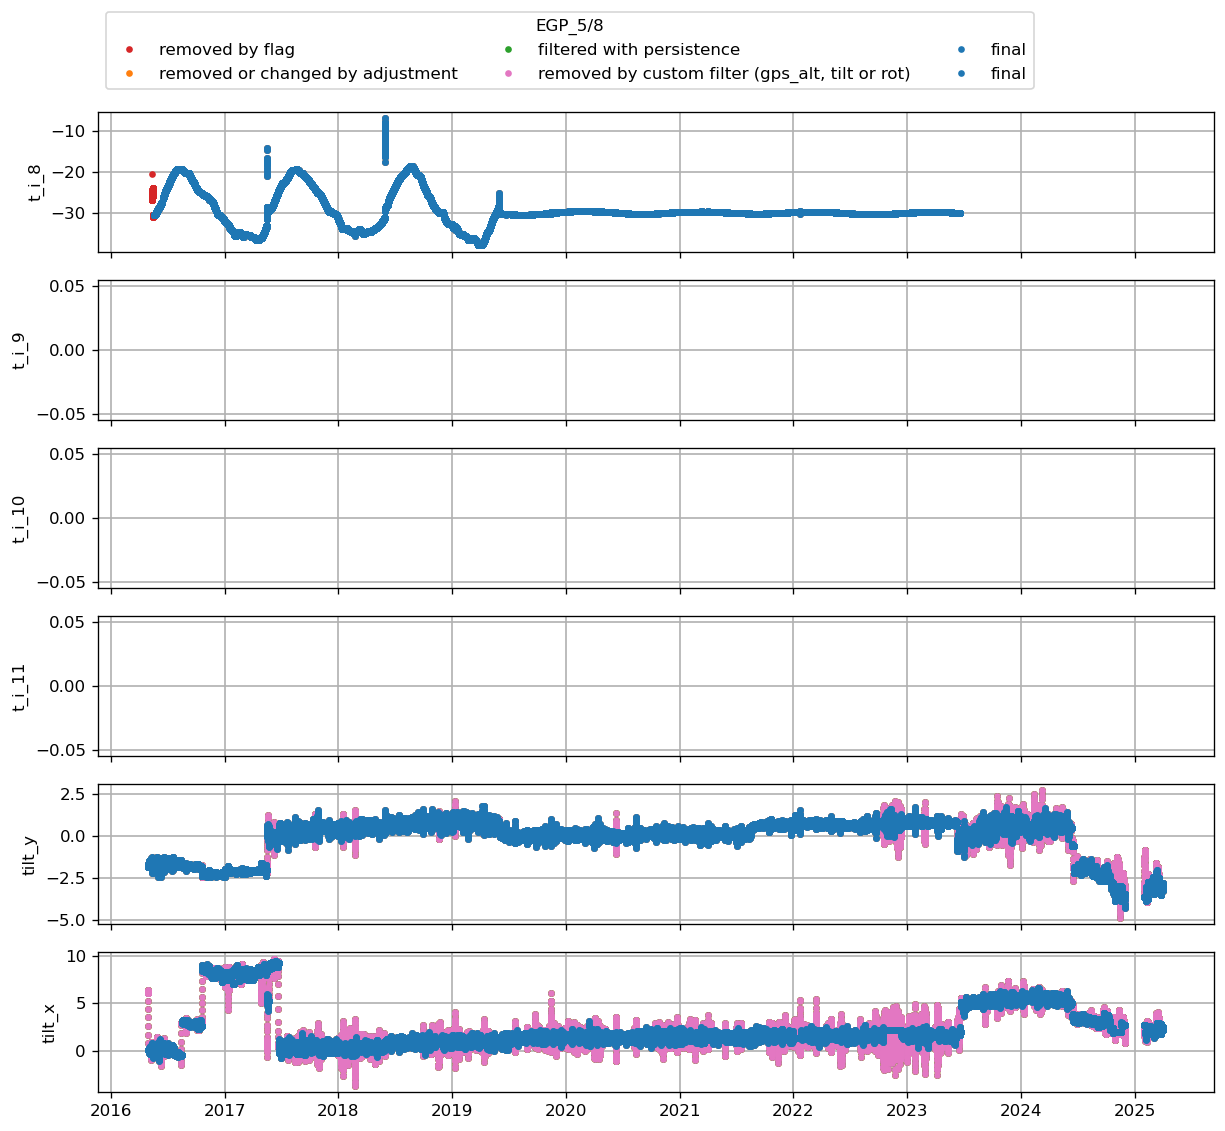 EGP_5/8
removed by flag
filtered with persistence
final
removed or changed by adjustment
removed by custom filter (gps_alt, tilt or rot)
final
−10
−20
−30
t_i_8
0.05
0.00
−0.05
t_i_9
0.05
0.00
−0.05
t_i_10
0.05
0.00
−0.05
t_i_11
2.5
0.0
−2.5
−5.0
tilt_y
10
5
0
tilt_x
2016 2017 2018 2019 2020 2021 2022 2023 2024 2025